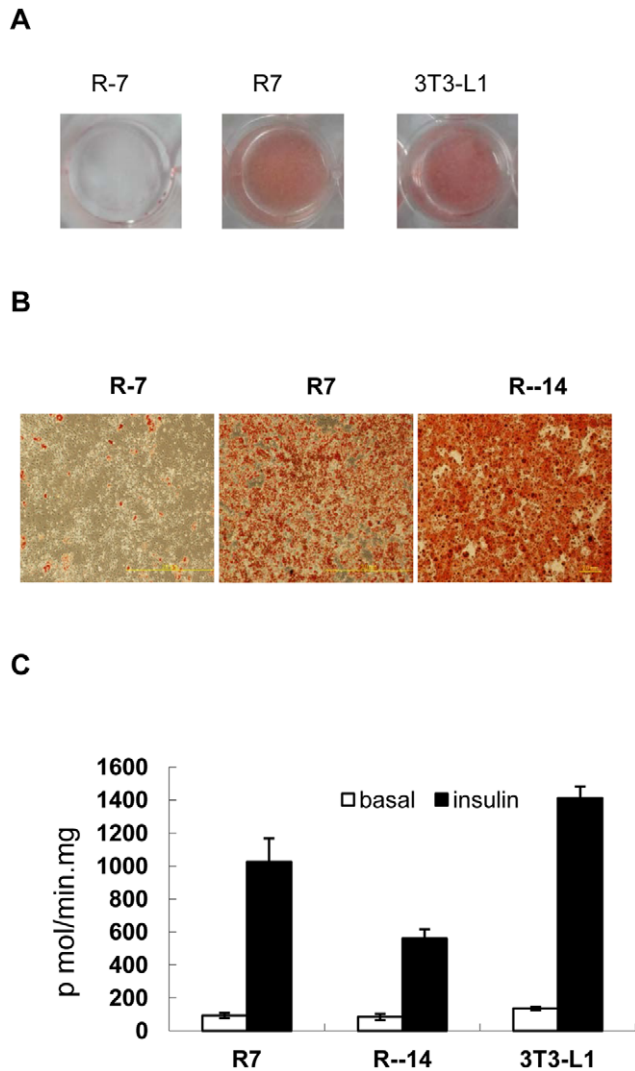 A
R-7 R7 3T3-L1
B
R-7 R7 R--14
C
p mol/min.mg
1600
1400
1200
1000
800
600
400
200
0
basal insulin
R7 R--14 3T3-L1